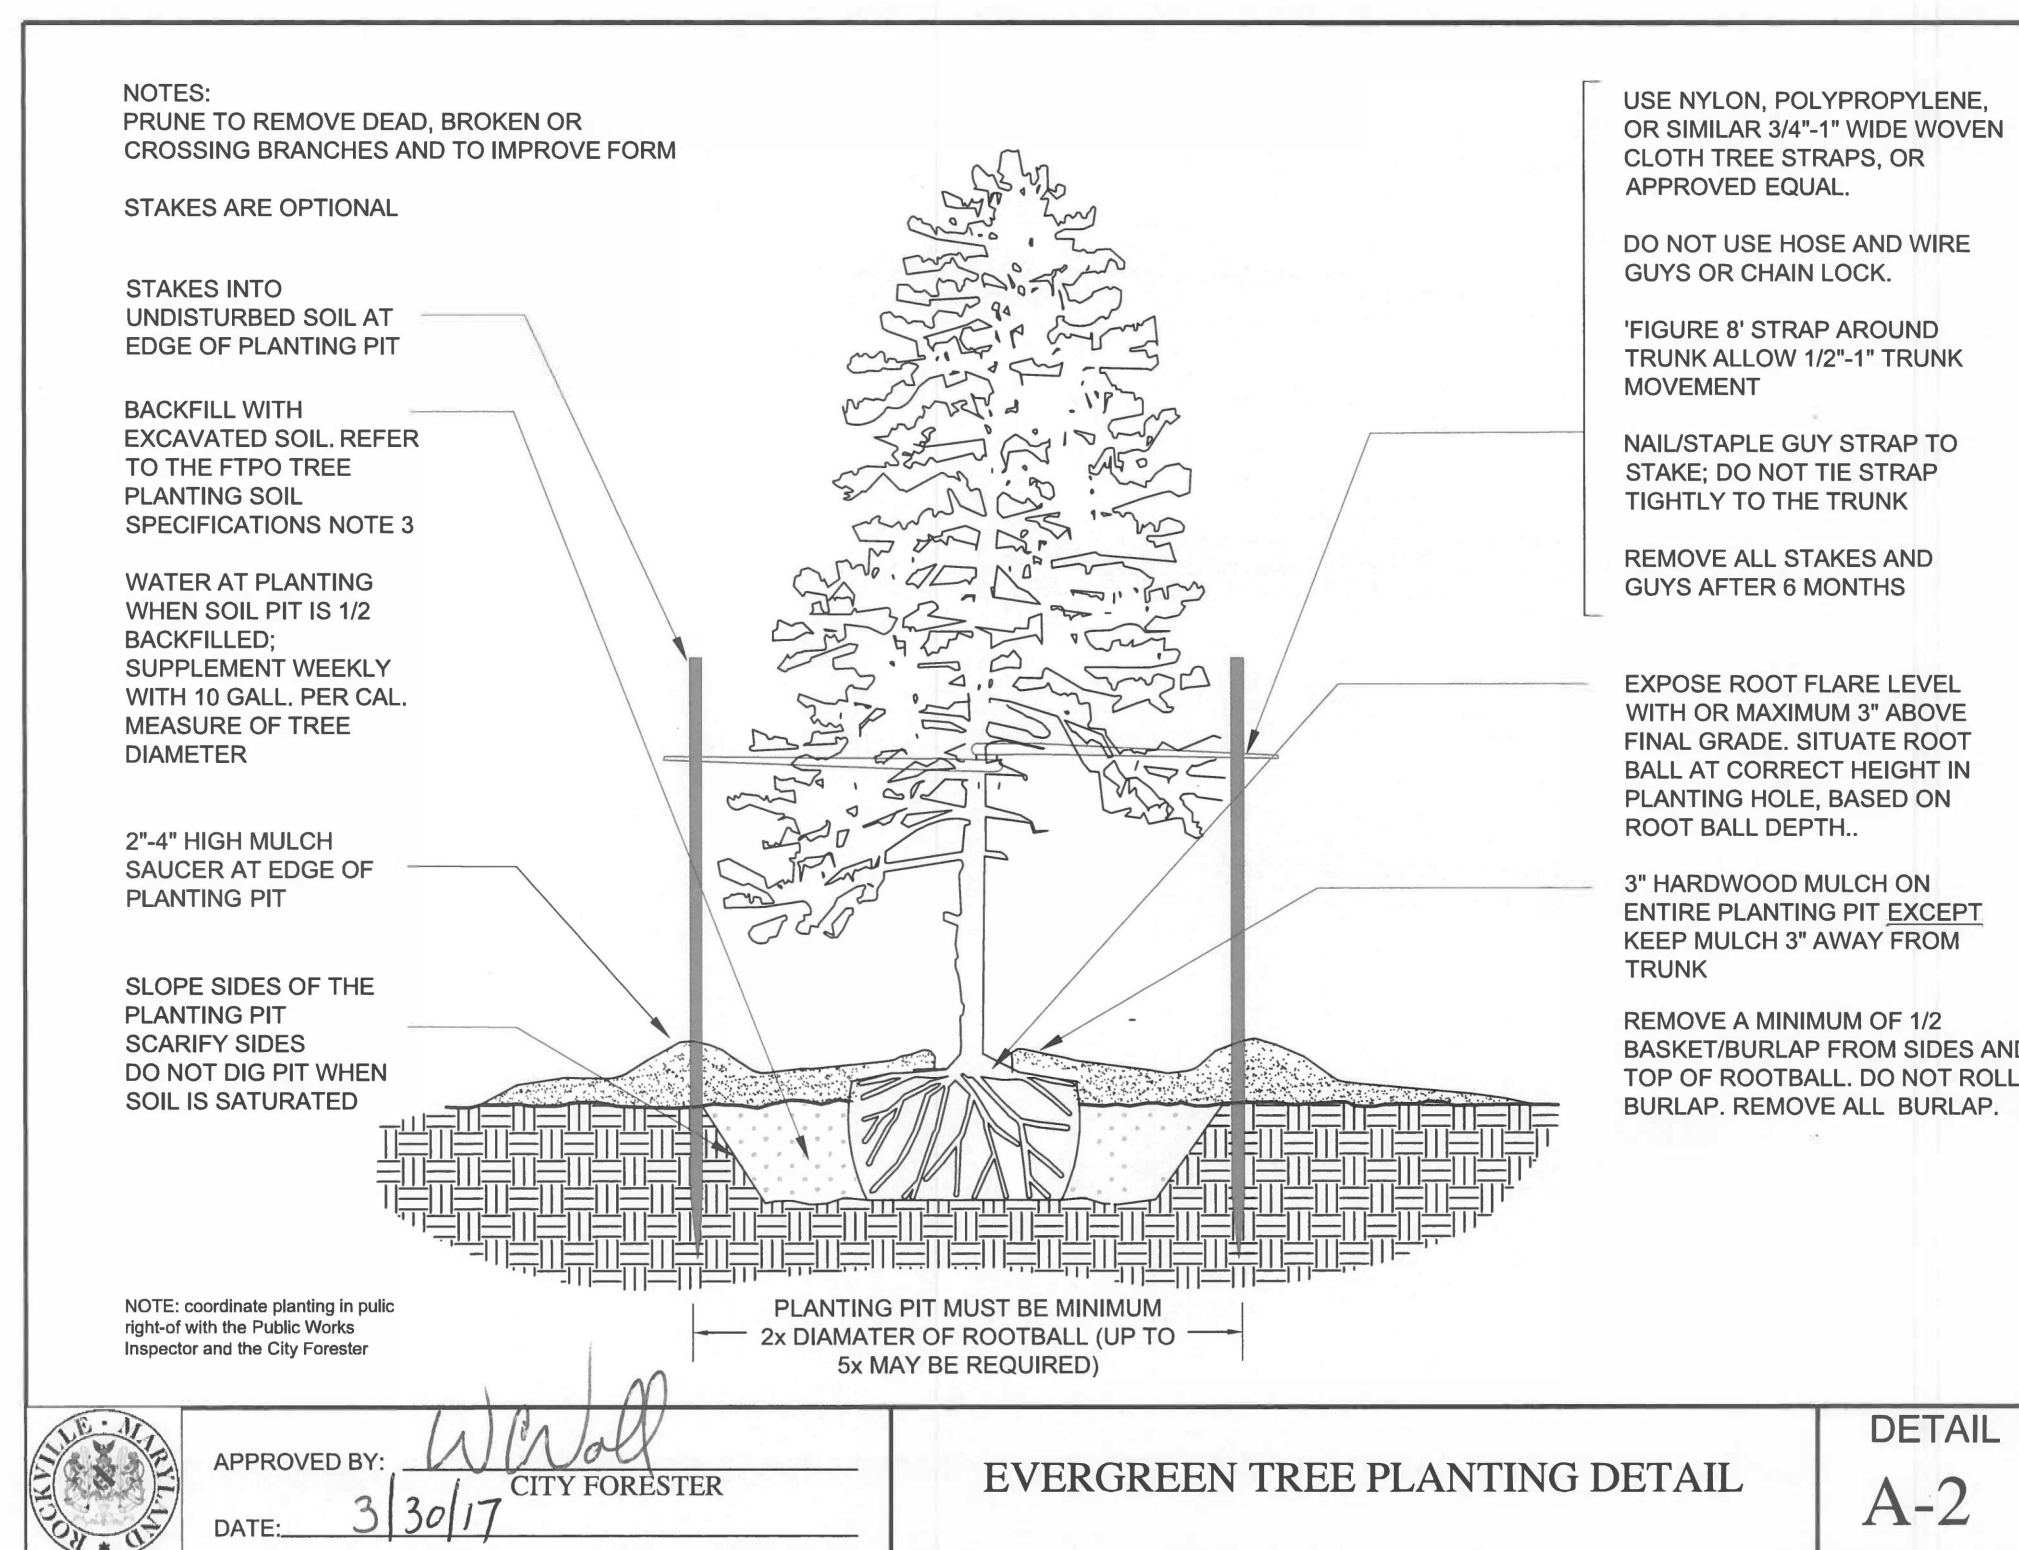 NOTES:
PRUNE TO REMOVE DEAD, BROKEN OR
CROSSING BRANCHES AND TO IMPROVE FORM
STAKES ARE OPTIONAL
STAKES INTO
UNDISTURBED SOIL AT
EDGE OF PLANTING PIT
BACKFILL WITH
EXCAVATED SOIL. REFER
TO THE FTPO TREE
PLANTING SOIL
SPECIFICATIONS NOTE 3
WATER AT PLANTING
WHEN SOIL PIT IS 1/2
BACKFILLED;
SUPPLEMENT WEEKLY
WITH 10 GALL. PER CAL.
MEASURE OF TREE
DIAMETER
2"-4" HIGH MULCH
SAUCER AT EDGE OF
PLANTING PIT
SLOPE SIDES OF THE
PLANTING PIT
SCARIFY SIDES
DO NOT DIG PIT WHEN
SOIL IS SATURATED
NOTE: coordinate planting in pulic
right-of with the Public Works
Inspector and the City Forester
USE NYLON, POLYPROPYLENE,
OR SIMILAR 3/4"-1" WIDE WOVEN
CLOTH TREE STRAPS, OR
APPROVED EQUAL.
DO NOT USE HOSE AND WIRE
GUYS OR CHAIN LOCK.
'FIGURE 8' STRAP AROUND
TRUNK ALLOW 1/2"-1" TRUNK
MOVEMENT
NAIL/STAPLE GUY STRAP TO
STAKE; DO NOT TIE STRAP
TIGHTLY TO THE TRUNK
REMOVE ALL STAKES AND
GUYS AFTER 6 MONTHS
EXPOSE ROOT FLARE LEVEL
WITH OR MAXIMUM 3" ABOVE
FINAL GRADE. SITUATE ROOT
BALL AT CORRECT HEIGHT IN
PLANTING HOLE, BASED ON
ROOT BALL DEPTH..
3" HARDWOOD MULCH ON
ENTIRE PLANTING PIT EXCEPT
KEEP MULCH 3" AWAY FROM
TRUNK
REMOVE A MINIMUM OF 1/2
BASKET/BURLAP FROM SIDES AND
TOP OF ROOTBALL. DO NOT ROLL
BURLAP. REMOVE ALL BURLAP.
PLANTING PIT MUST BE MINIMUM
2x DIAMATER OF ROOTBALL (UP TO
5x MAY BE REQUIRED)
ROCKVILLE · MARYLAND
APPROVED BY:
CITY FORESTER
DATE: 3/30/17
EVERGREEN TREE PLANTING DETAIL
DETAIL
A-2